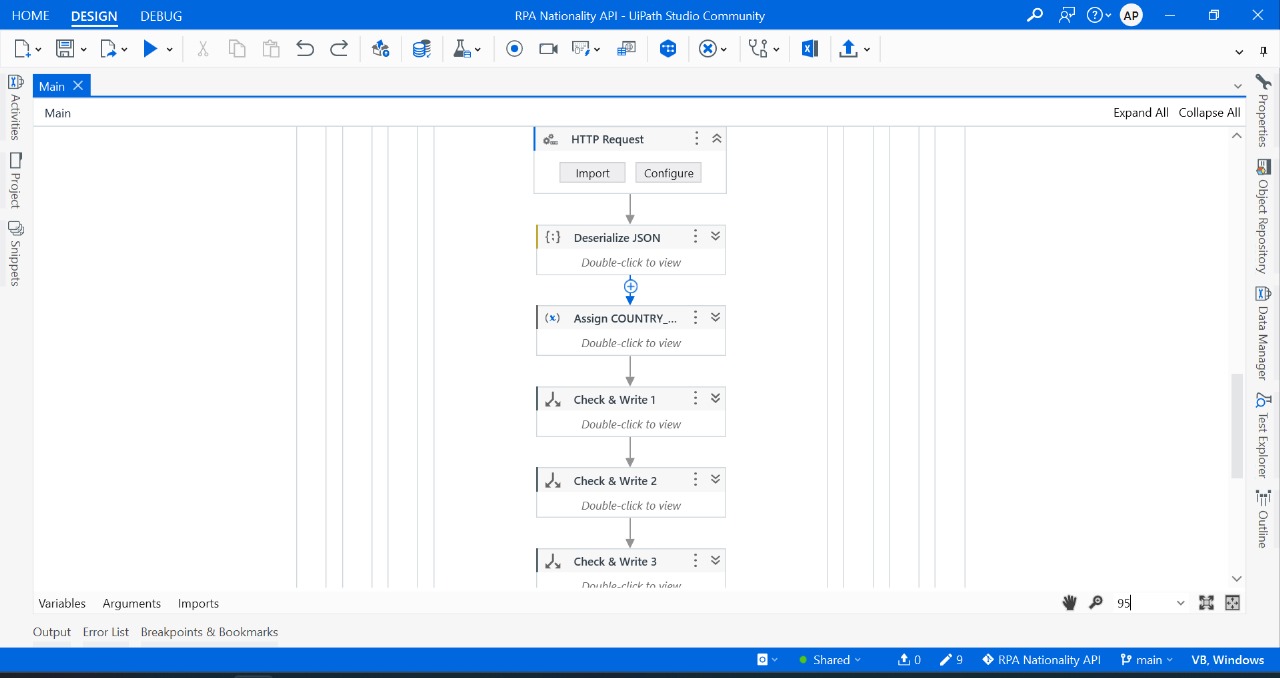 HOME DESIGN DEBUG RPA Nationality API - UiPath Studio Community AP
Main
Main Expand All Collapse All
Activities
Project
Snippets
HTTP Request
Import Configure
Deserialize JSON
Double-click to view
Assign COUNTRY_...
Double-click to view
Check & Write 1
Double-click to view
Check & Write 2
Double-click to view
Check & Write 3
Double-click to view
Properties
Object Repository
Data Manager
Test Explorer
Outline
Variables Arguments Imports 95
Output Error List Breakpoints & Bookmarks
Shared 0 9 RPA Nationality API main VB, Windows